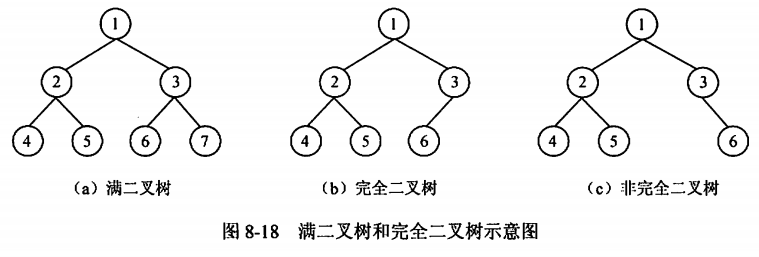 1 1 1
2 3 2 3 2 3
4 5 6 7 4 5 6 4 5 6
（a）满二叉树 （b）完全二叉树 （c）非完全二叉树
图 8-18 满二叉树和完全二叉树示意图